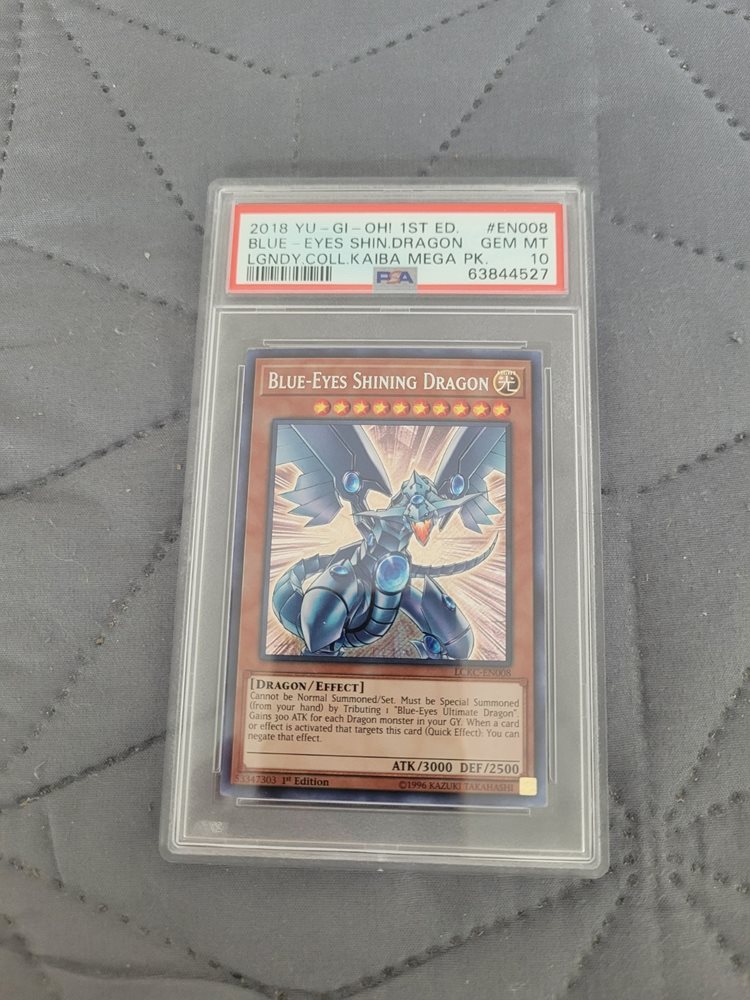 2018 YU-GI-OH! 1ST ED. #EN008
BLUE-EYES SHIN.DRAGON GEM MT
LGNDY.COLL.KAIBA MEGA PK. 10
PSA 63844527
BLUE-EYES SHINING DRAGON 光
LCKC-EN008
[DRAGON/EFFECT]
Cannot be Normal Summoned/Set. Must be Special Summoned
(from your hand) by Tributing 1 "Blue-Eyes Ultimate Dragon".
Gains 300 ATK for each Dragon monster in your GY. When a card
or effect is activated that targets this card (Quick Effect): You can
negate that effect.
ATK/3000 DEF/2500
53347303 1st Edition ©1996 KAZUKI TAKAHASHI